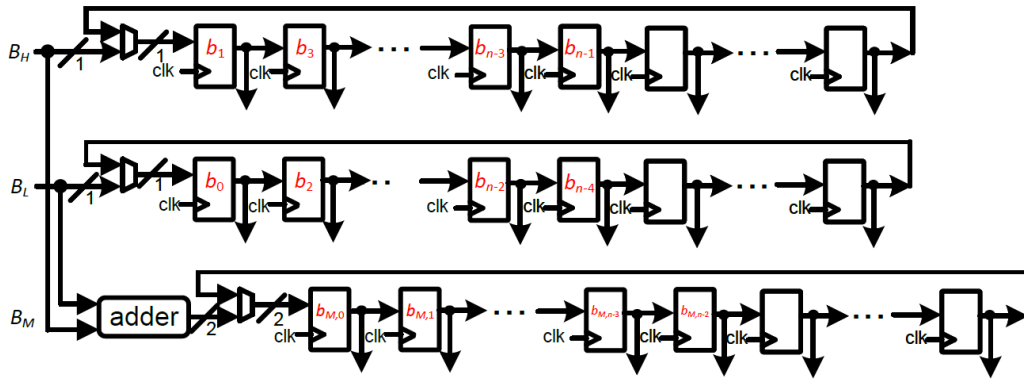 B_H 1 1 clk b_1 clk b_3 clk ... b_{n-3} clk b_{n-1} clk ... clk
B_L 1 1 clk b_0 clk b_2 clk .. b_{n-2} clk b_{n-4} clk ... clk
B_M adder 2 2 clk b_{M,0} clk b_{M,1} ... clk b_{M,n-3} clk b_{M,n-2} clk ... clk